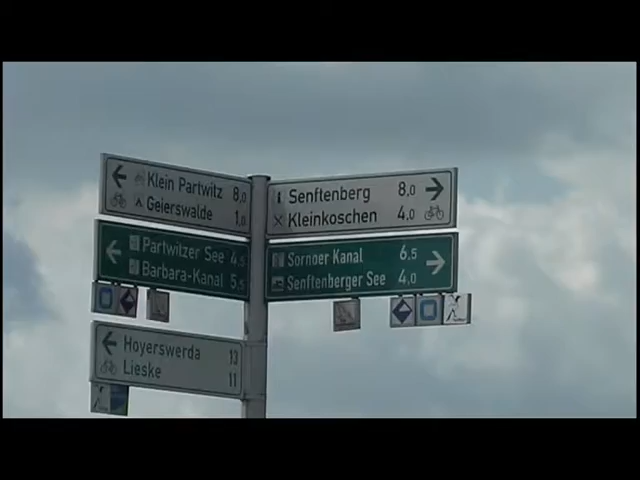 Klein Partwitz 8,0
GEIERSWALDE 1,0
Partwitzer See 4,5
Barbara-Kanal 5,5
Hoyerswerda 13
Lieske 11
Senftenberg 8,0
Kleinkoschen 4,0
Sornoer Kanal 6,5
Senftenberger See 4,0